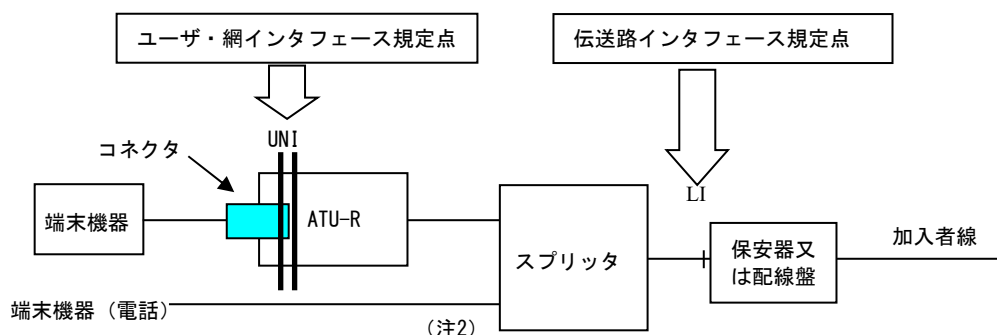 ユーザ・網インタフェース規定点
伝送路インタフェース規定点
UNI
コネクタ
LI
端末機器
ATU-R
スプリッタ
保安器又
は配線盤
加入者線
端末機器（電話）
（注2）